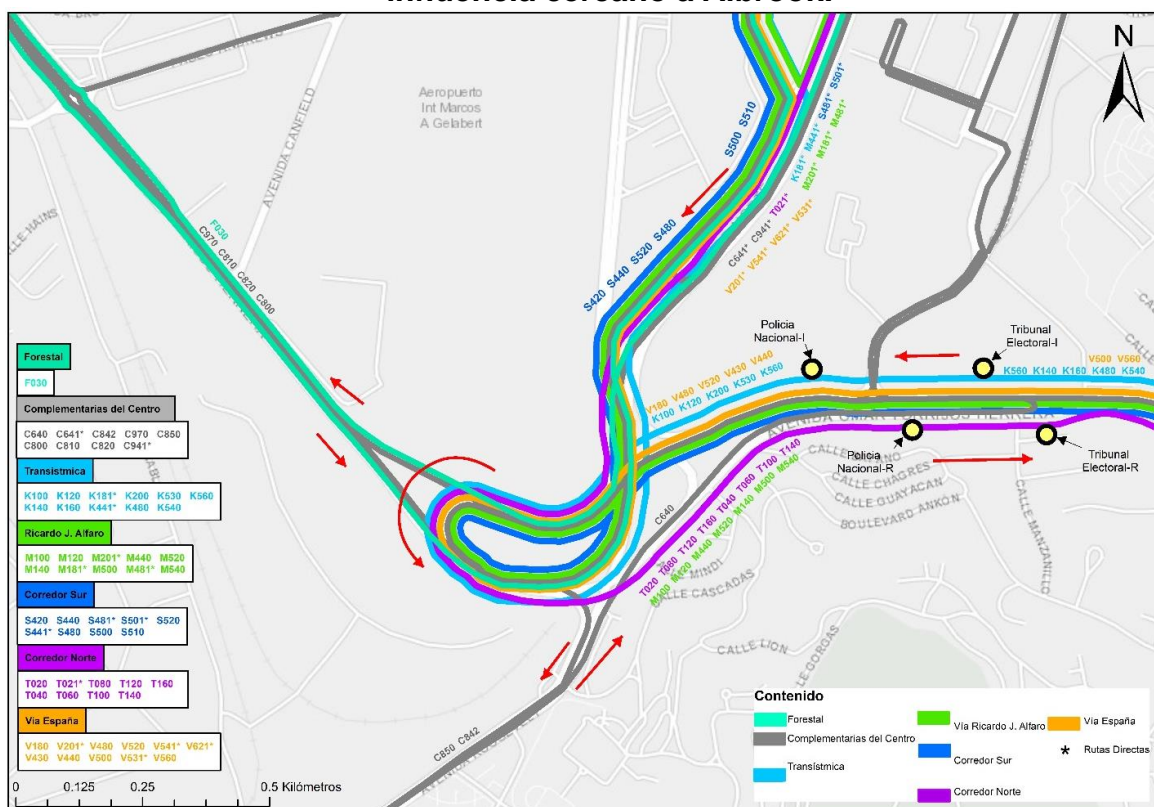 Influencia cercano a Albrook.
N
Aeropuerto
Int Marcos
A Gelabert
AVENIDA CANFIELD
CALLE HAINS
S500 S510
S420 S440 S520 S480
K181* M441* S481* S501*
M201* M181* M481*
C641* C941* T021*
V201* V541* V621* V531*
F030
C970 C810 C820 C800
Policia
Nacional-I
Tribunal
Electoral-I
V500 V560
K560 K140 K160 K480 K540
V180 V480 V520 V430 V440
K100 K120 K200 K530 K560
AVENIDA OMAR TORRIJOS HERRERA
Policia
Nacional-R
Tribunal
Electoral-R
CALLE CHAGRES
CALLE GUAYACAN
BOULEVARD ANKÓN
CALLE MANZANILLO
C640
T020 T080 T120 T160 T040 T060 T100 T140
M100 M120 M440 M520 M140 M500 M540
MINDI
CALLE CASCADAS
CALLE LION
CALLE GORGAS
C850 C842
Forestal
F030
Complementarias del Centro
C640 C641* C842 C970 C850
C800 C810 C820 C941*
Transístmica
K100 K120 K181* K200 K530 K560
K140 K160 K441* K480 K540
Ricardo J. Alfaro
M100 M120 M201* M440 M520
M140 M181* M500 M481* M540
Corredor Sur
S420 S440 S481* S501* S520
S441* S480 S500 S510
Corredor Norte
T020 T021* T080 T120 T160
T040 T060 T100 T140
Vía España
V180 V201* V480 V520 V541* V621*
V430 V440 V500 V531* V560
0 0.125 0.25 0.5 Kilómetros
Contenido
Forestal
Complementarias del Centro
Transístmica
Vía Ricardo J. Alfaro
Corredor Sur
Corredor Norte
Vía España
* Rutas Directas